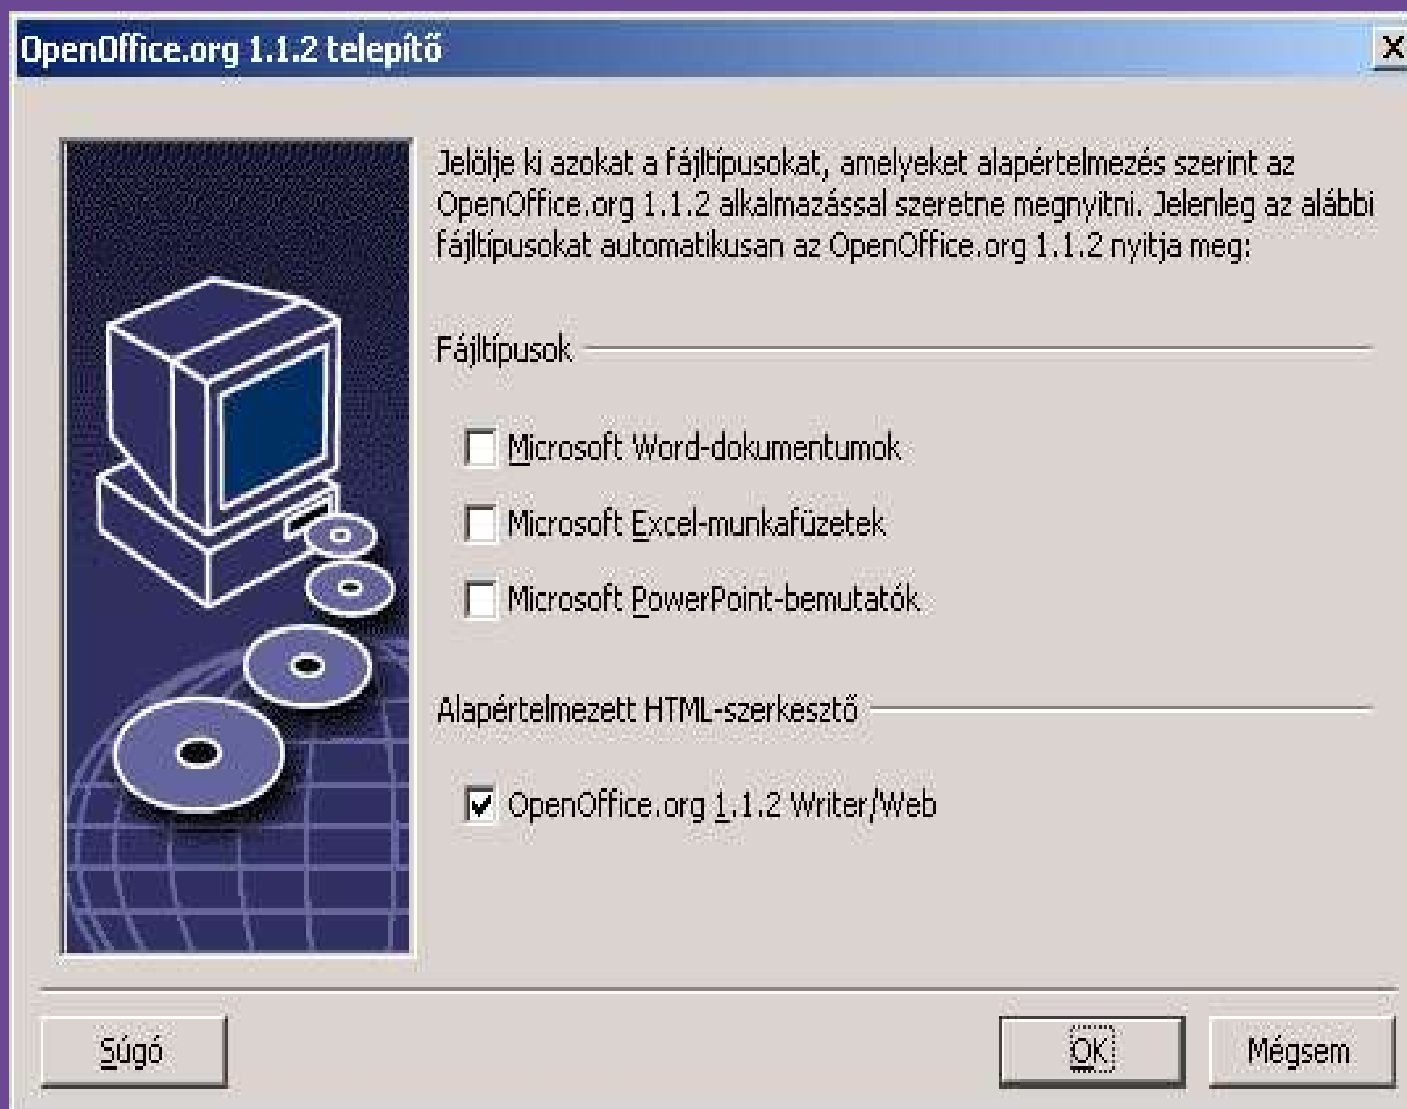 OpenOffice.org 1.1.2 telepítő
Jelölje ki azokat a fájltípusokat, amelyeket alapértelmezés szerint az
OpenOffice.org 1.1.2 alkalmazással szeretne megnyitni. Jelenleg az alábbi
fájltípusokat automatikusan az OpenOffice.org 1.1.2 nyitja meg:
Fájltípusok
Microsoft Word-dokumentumok
Microsoft Excel-munkafüzetek
Microsoft PowerPoint-bemutatók
Alapértelmezett HTML-szerkesztő
OpenOffice.org 1.1.2 Writer/Web
Súgó
OK
Mégsem